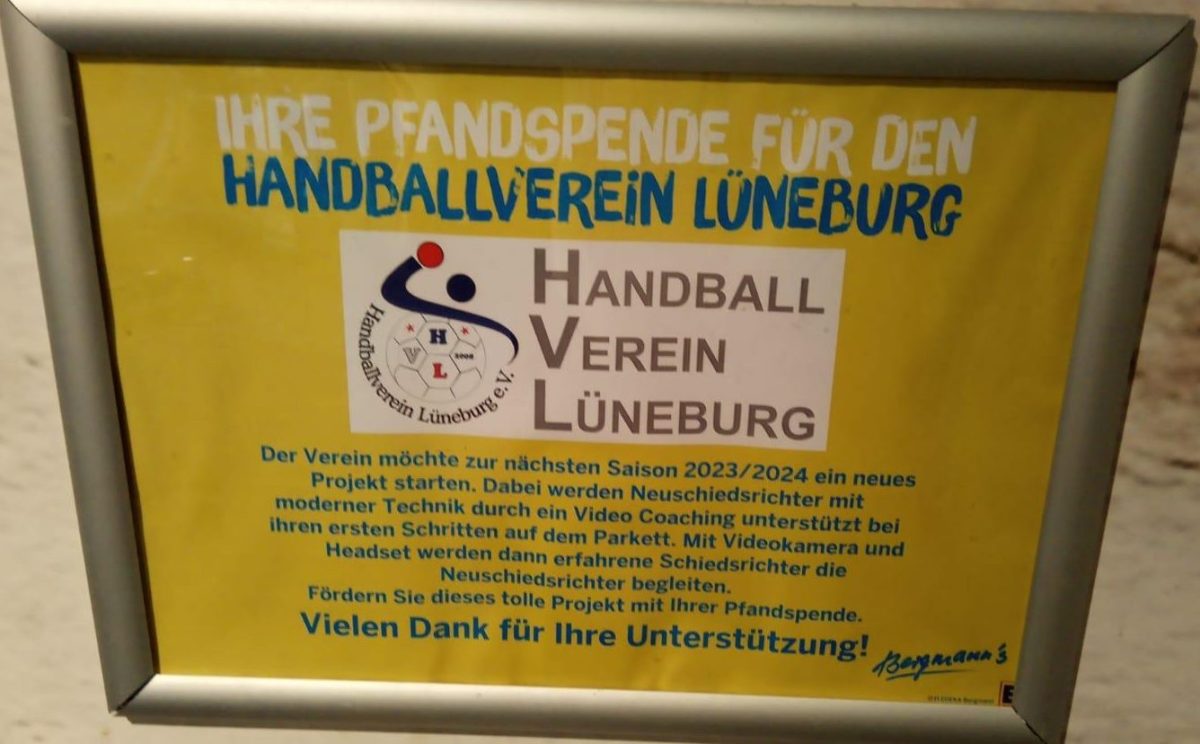 IHRE PFANDSPENDE FÜR DEN
HANDBALLVEREIN LÜNEBURG
HANDBALL
VEREIN
LÜNEBURG
H
V 2008
L
Handballverein Lüneburg e.V.
Der Verein möchte zur nächsten Saison 2023/2024 ein neues
Projekt starten. Dabei werden Neuschiedsrichter mit
moderner Technik durch ein Video Coaching unterstützt bei
ihren ersten Schritten auf dem Parkett. Mit Videokamera und
Headset werden dann erfahrene Schiedsrichter die
Neuschiedsrichter begleiten.
Fördern Sie dieses tolle Projekt mit Ihrer Pfandspende.
Vielen Dank für Ihre Unterstützung!
Bergmann's
E